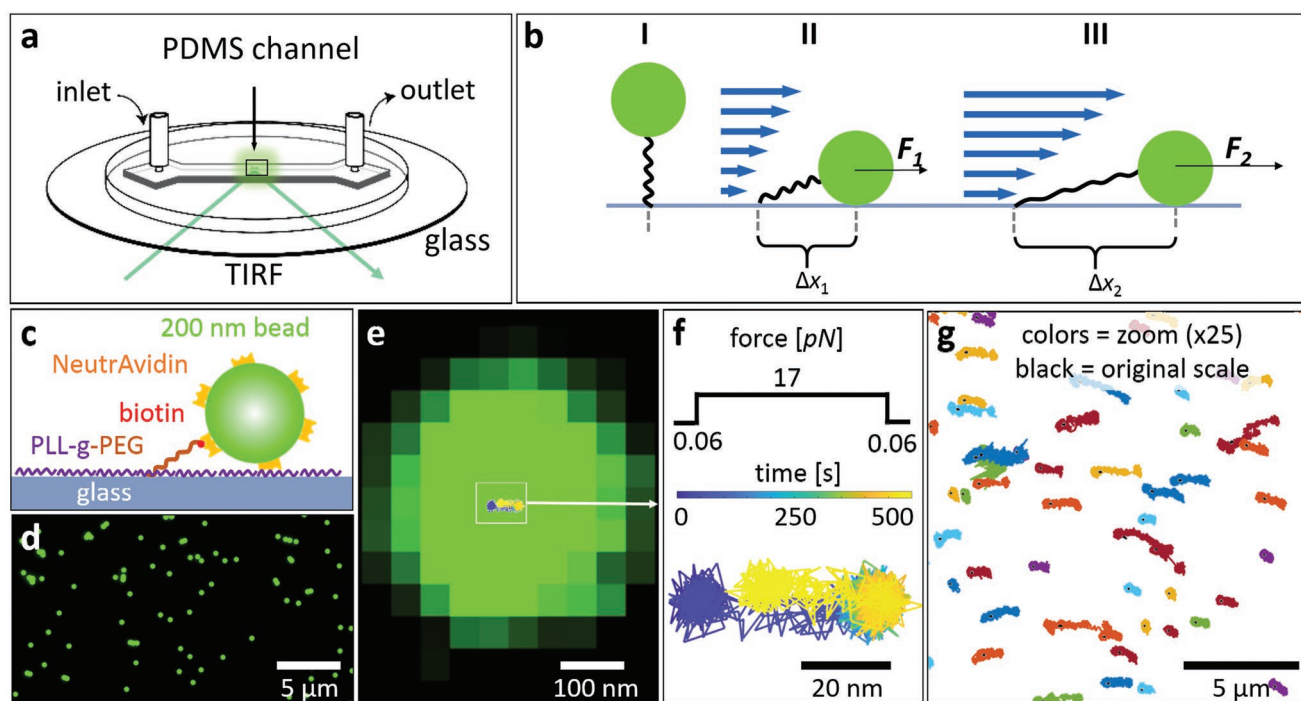 a
PDMS channel
inlet
outlet
glass
TIRF
b
I
II
III
F1
F2
Δx1
Δx2
c
200 nm bead
NeutrAvidin
biotin
PLL-g-PEG
glass
d
5 μm
e
100 nm
f
force [pN]
17
0.06
0.06
time [s]
0
250
500
20 nm
g
colors = zoom (x25)
black = original scale
5 μm